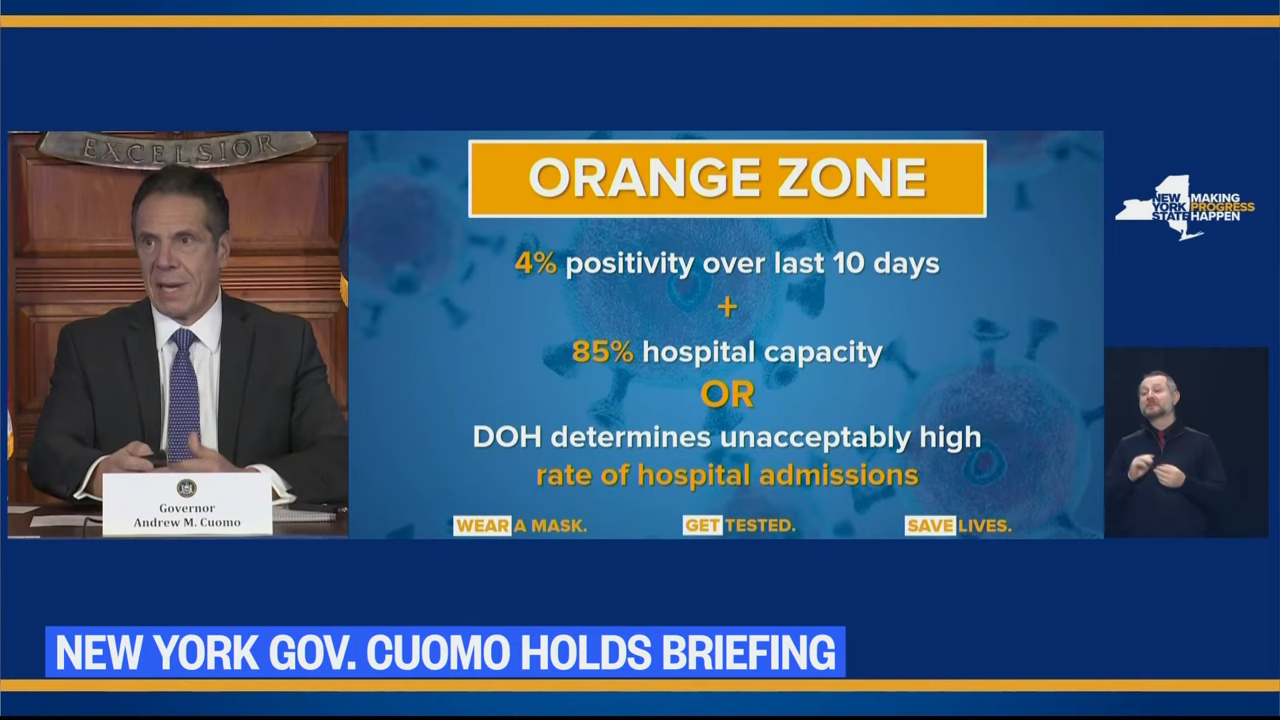 EXCELSIOR
Governor
Andrew M. Cuomo
ORANGE ZONE
4% positivity over last 10 days
+
85% hospital capacity
OR
DOH determines unacceptably high
rate of hospital admissions
WEAR A MASK. GET TESTED. SAVE LIVES.
NEW
YORK
STATE
MAKING
PROGRESS
HAPPEN
NEW YORK GOV. CUOMO HOLDS BRIEFING